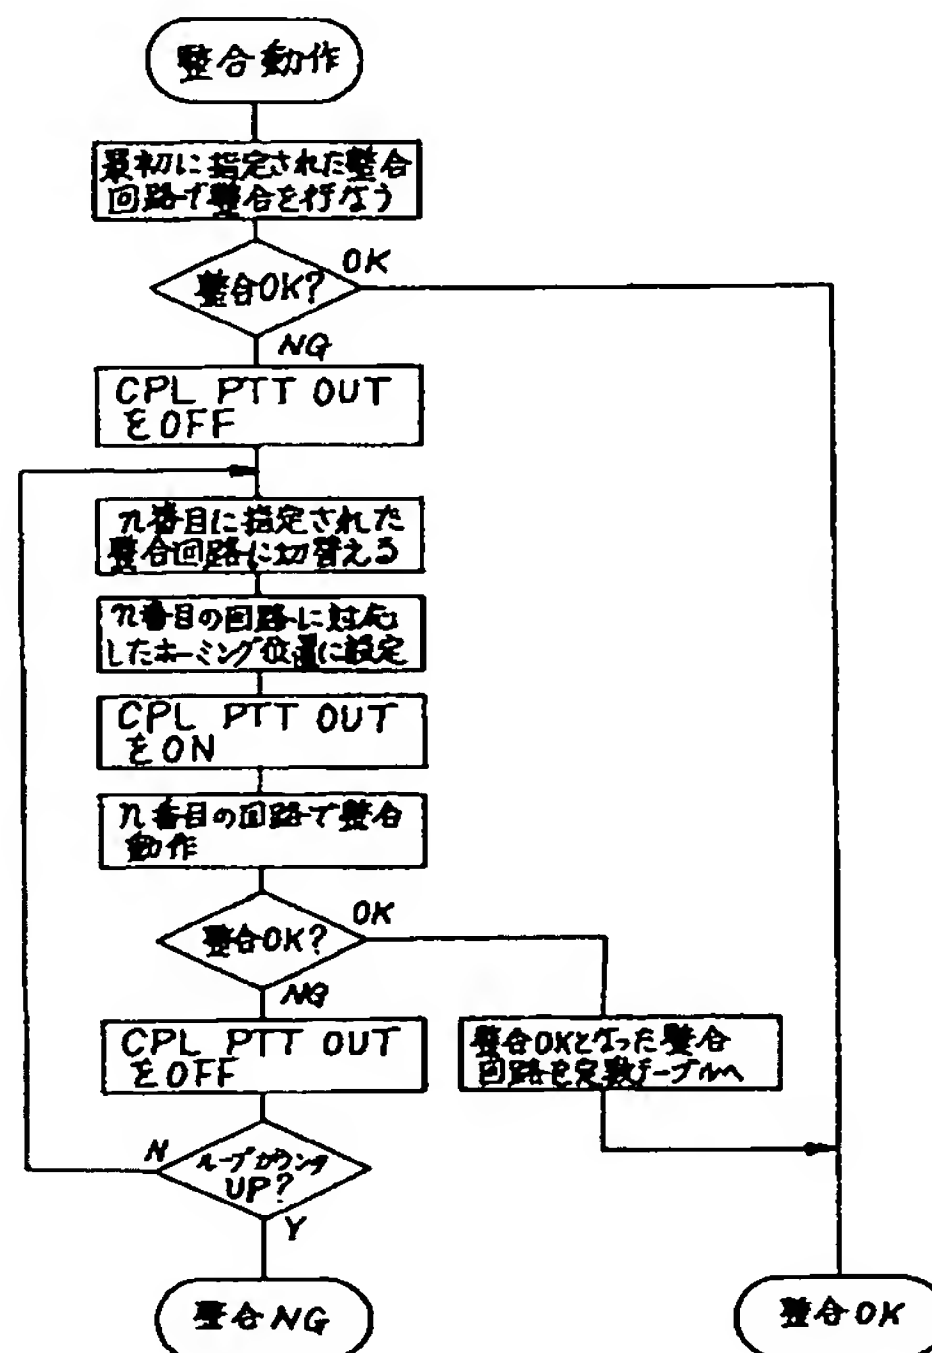 整合動作
最初に指定された整合
回路で整合を行なう
整合OK?
OK
NG
CPL PTT OUT
をOFF
n番目に指定された
整合回路に切替える
n番目の回路に対応
したホーミング位置に設定
CPL PTT OUT
をON
n番目の回路で整合
動作
整合OK?
OK
NG
CPL PTT OUT
をOFF
整合OKとなった整合
回路を定数テーブルへ
N
ループカウンタ
UP?
Y
整合NG
整合OK